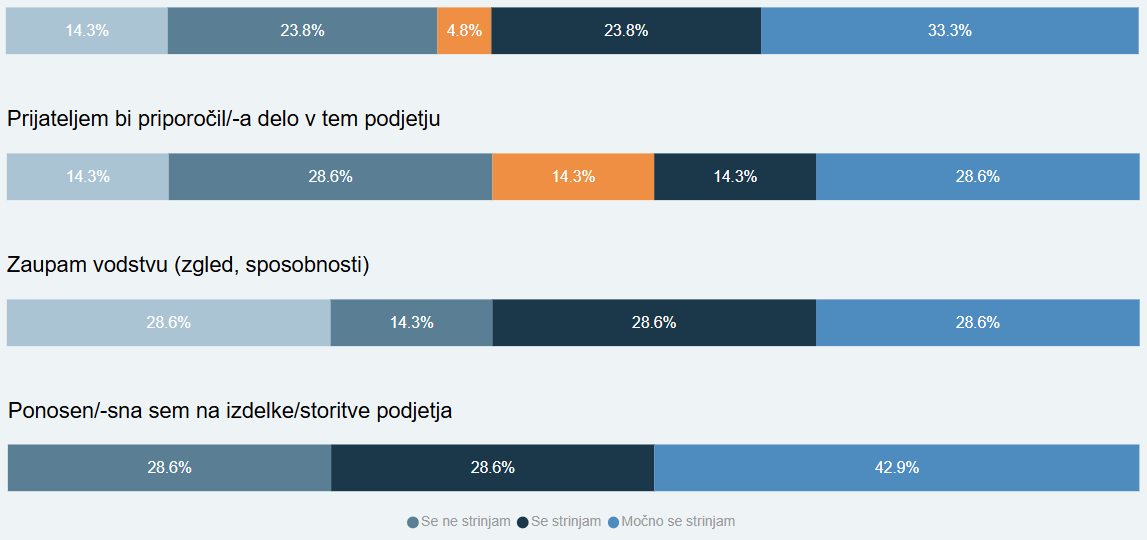 14.3% 23.8% 4.8% 23.8% 33.3%
Prijateljem bi priporočil/-a delo v tem podjetju
14.3% 28.6% 14.3% 14.3% 28.6%
Zaupam vodstvu (zgled, sposobnosti)
28.6% 14.3% 28.6% 28.6%
Ponosen/-sna sem na izdelke/storitve podjetja
28.6% 28.6% 42.9%
Se ne strinjam Se strinjam Močno se strinjam